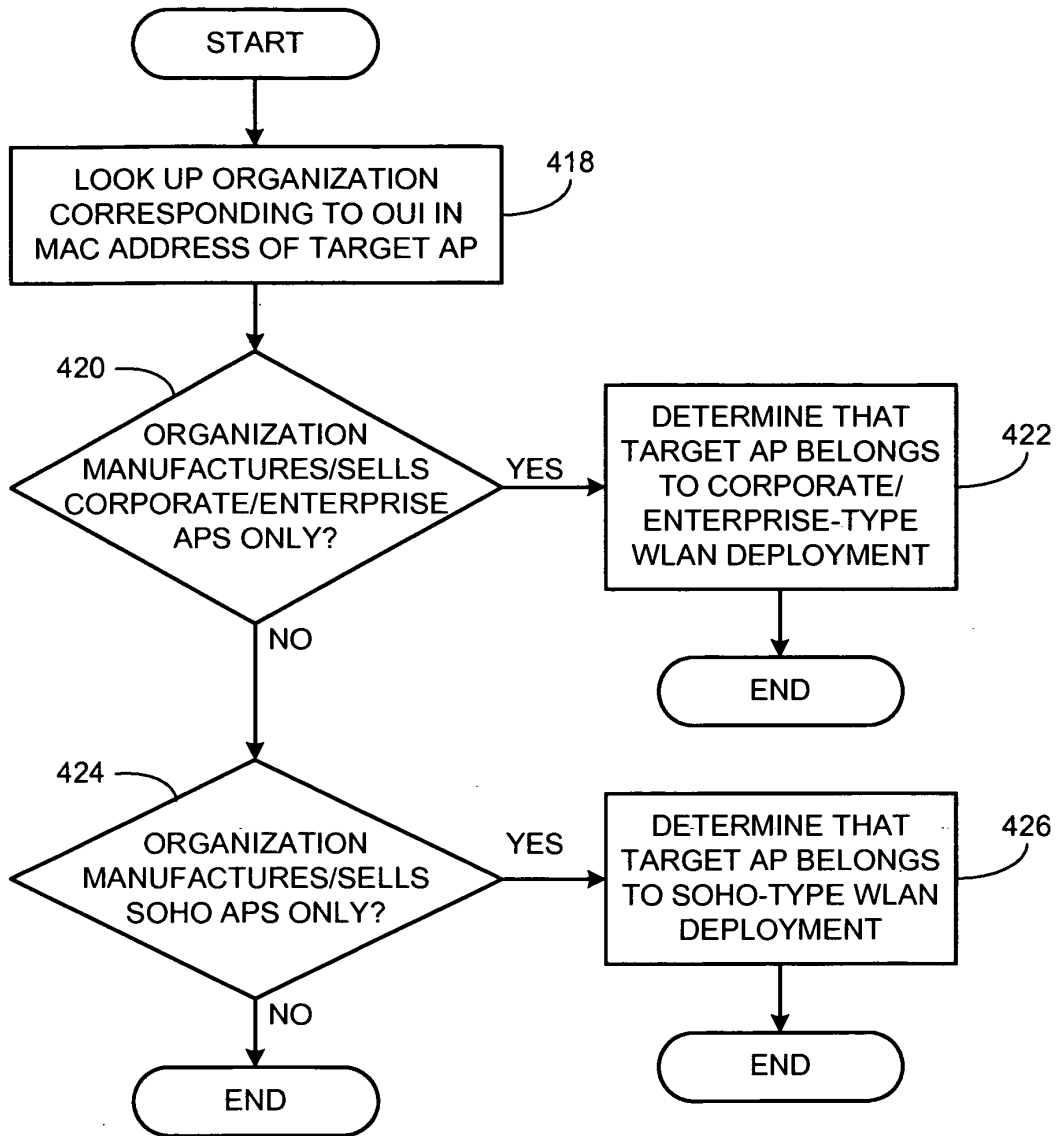 START
LOOK UP ORGANIZATION
CORRESPONDING TO OUI IN
MAC ADDRESS OF TARGET AP
418
420
ORGANIZATION
MANUFACTURES/SELLS
CORPORATE/ENTERPRISE
APS ONLY?
YES
DETERMINE THAT
TARGET AP BELONGS
TO CORPORATE/
ENTERPRISE-TYPE
WLAN DEPLOYMENT
422
NO
END
424
ORGANIZATION
MANUFACTURES/SELLS
SOHO APS ONLY?
YES
DETERMINE THAT
TARGET AP BELONGS
TO SOHO-TYPE WLAN
DEPLOYMENT
426
NO
END
END